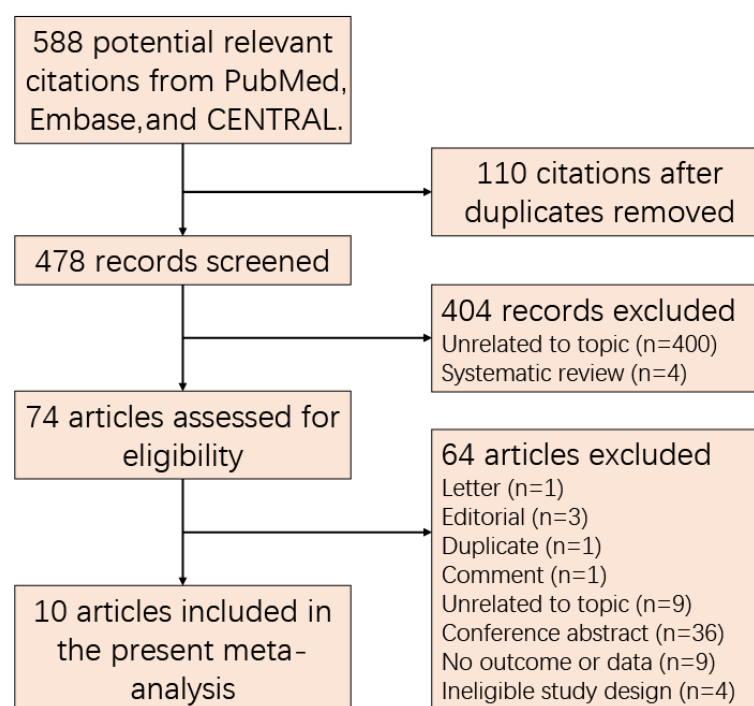 588 potential relevant
citations from PubMed,
Embase,and CENTRAL.
110 citations after
duplicates removed
478 records screened
404 records excluded
Unrelated to topic (n=400)
Systematic review (n=4)
74 articles assessed for
eligibility
64 articles excluded
Letter (n=1)
Editorial (n=3)
Duplicate (n=1)
Comment (n=1)
Unrelated to topic (n=9)
Conference abstract (n=36)
No outcome or data (n=9)
Ineligible study design (n=4)
10 articles included in
the present meta-
analysis